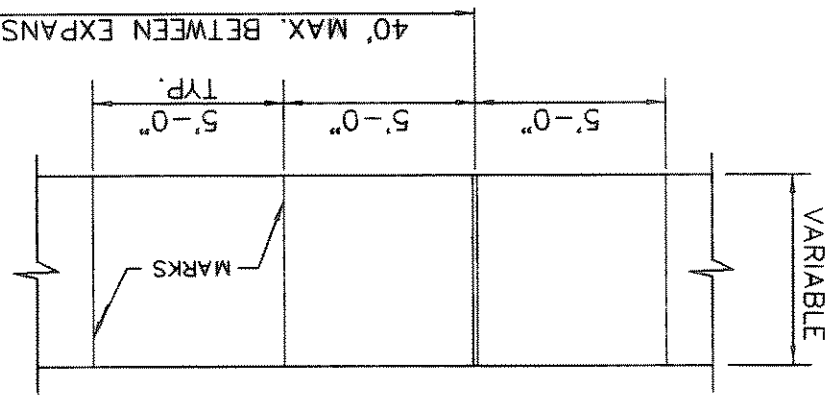 VARIABLE
MARKS
5'-0"
5'-0"
5'-0"
TYP.
40' MAX. BETWEEN EXPANS